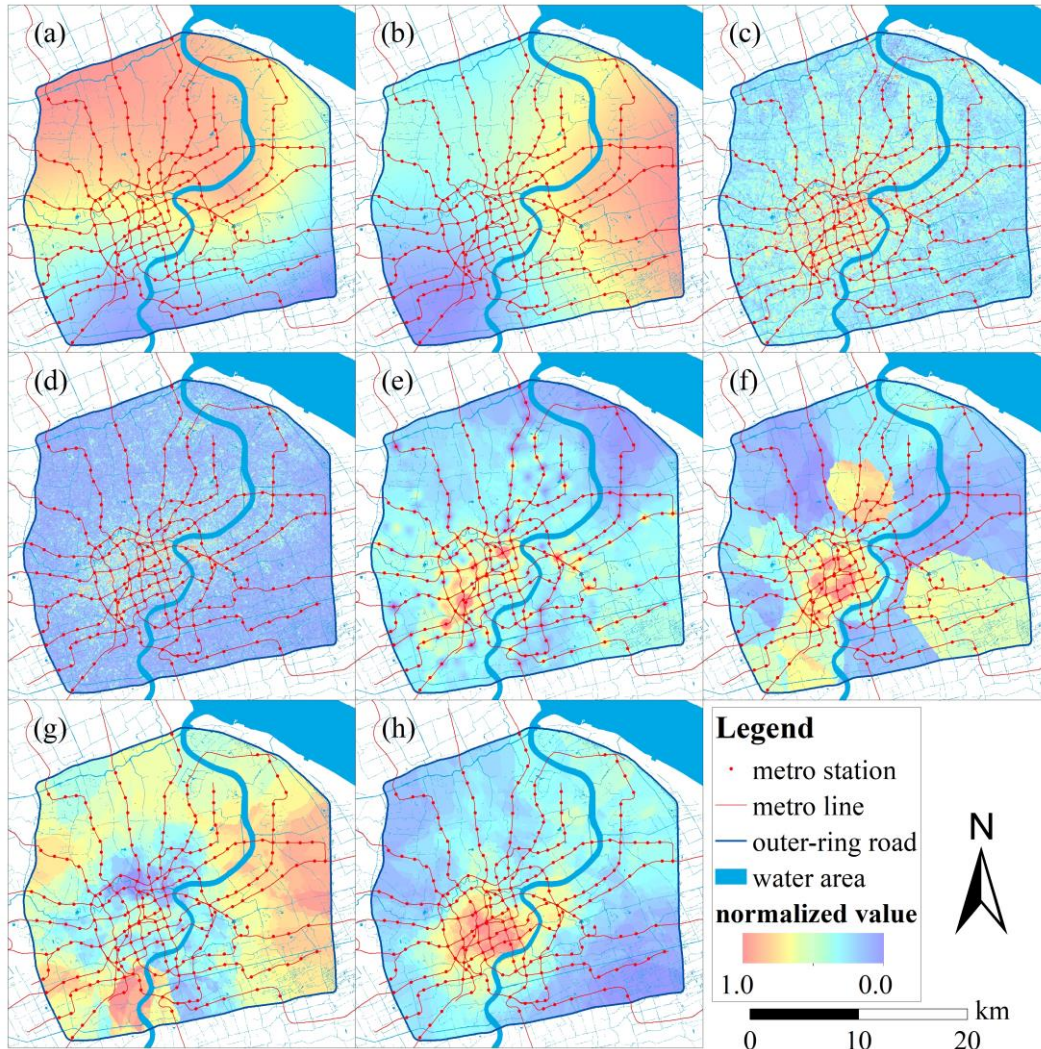 (a)
(b)
(c)
(d)
(e)
(f)
(g)
(h)
Legend
metro station
metro line
outer-ring road
water area
normalized value
1.0 0.0
N
km
0 10 20